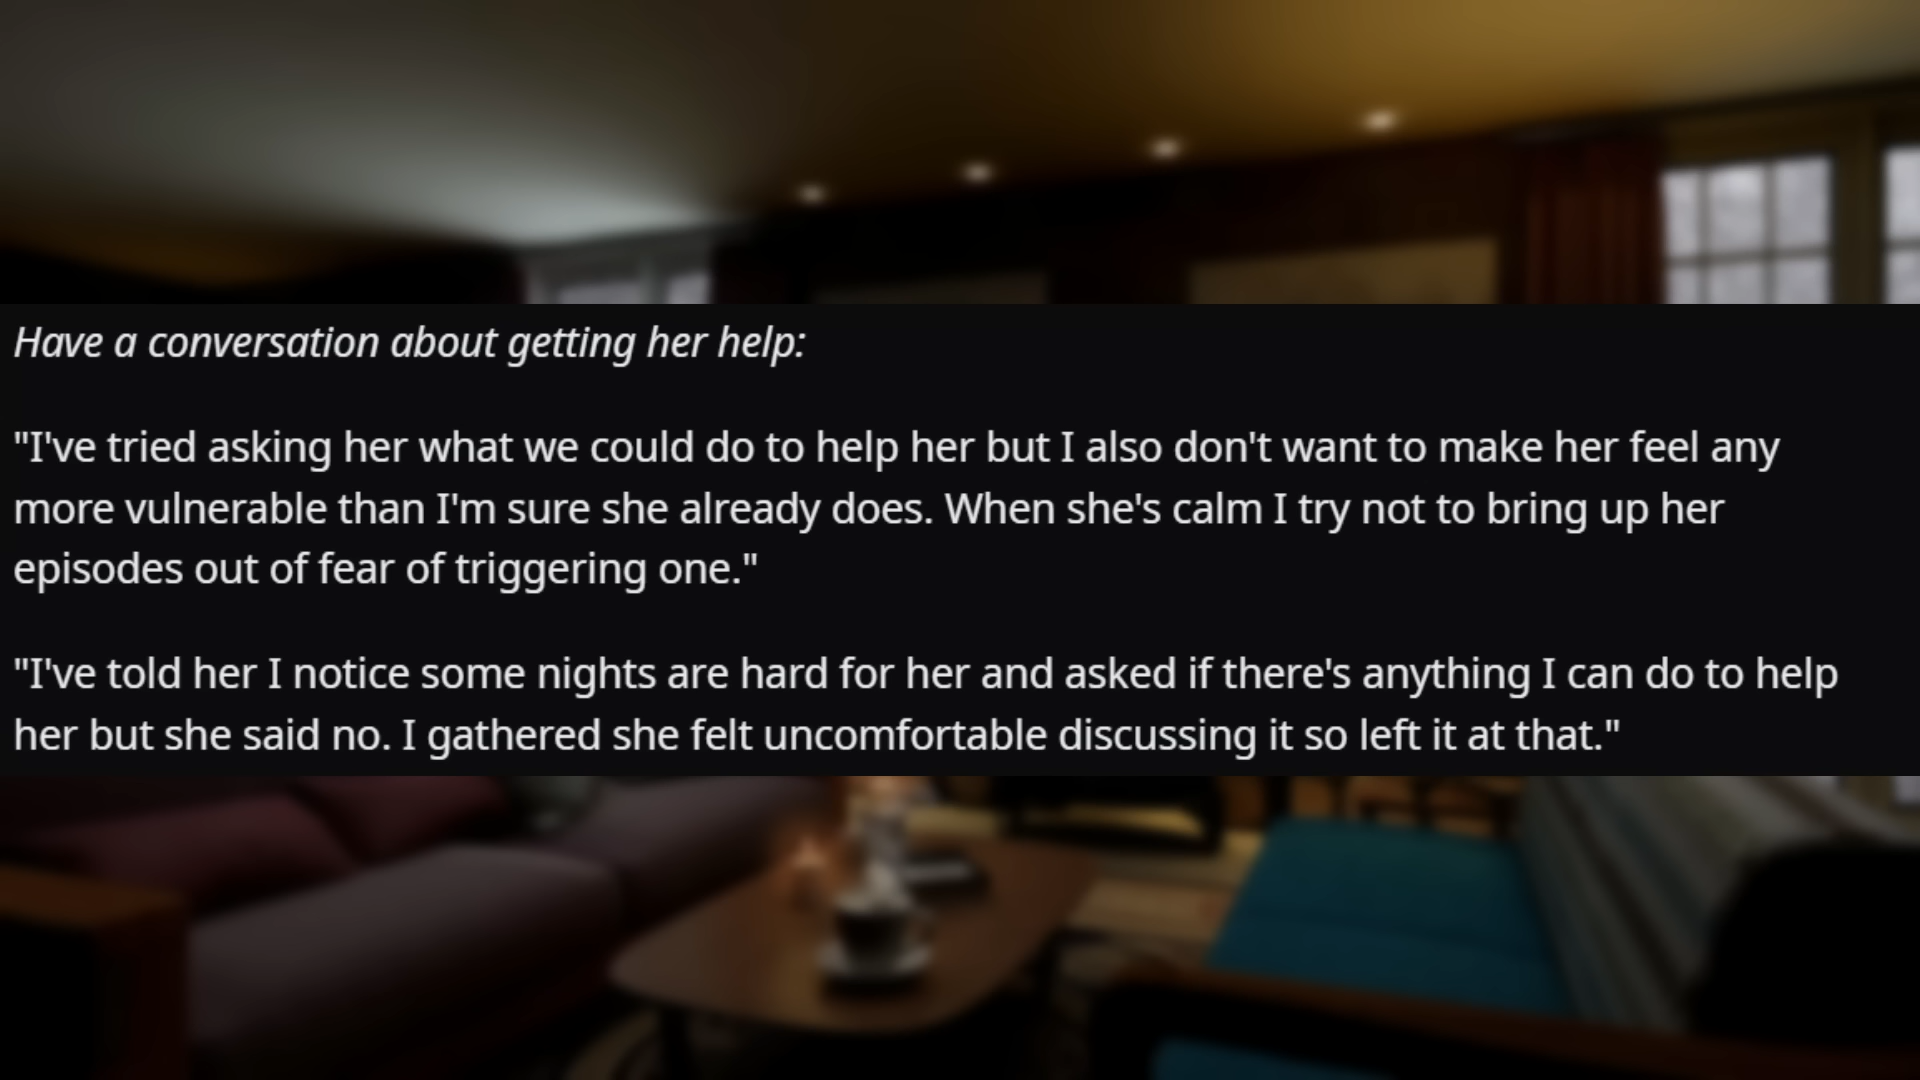 Have a conversation about getting her help:
"I've tried asking her what we could do to help her but I also don't want to make her feel any
more vulnerable than I'm sure she already does. When she's calm I try not to bring up her
episodes out of fear of triggering one."
"I've told her I notice some nights are hard for her and asked if there's anything I can do to help
her but she said no. I gathered she felt uncomfortable discussing it so left it at that."